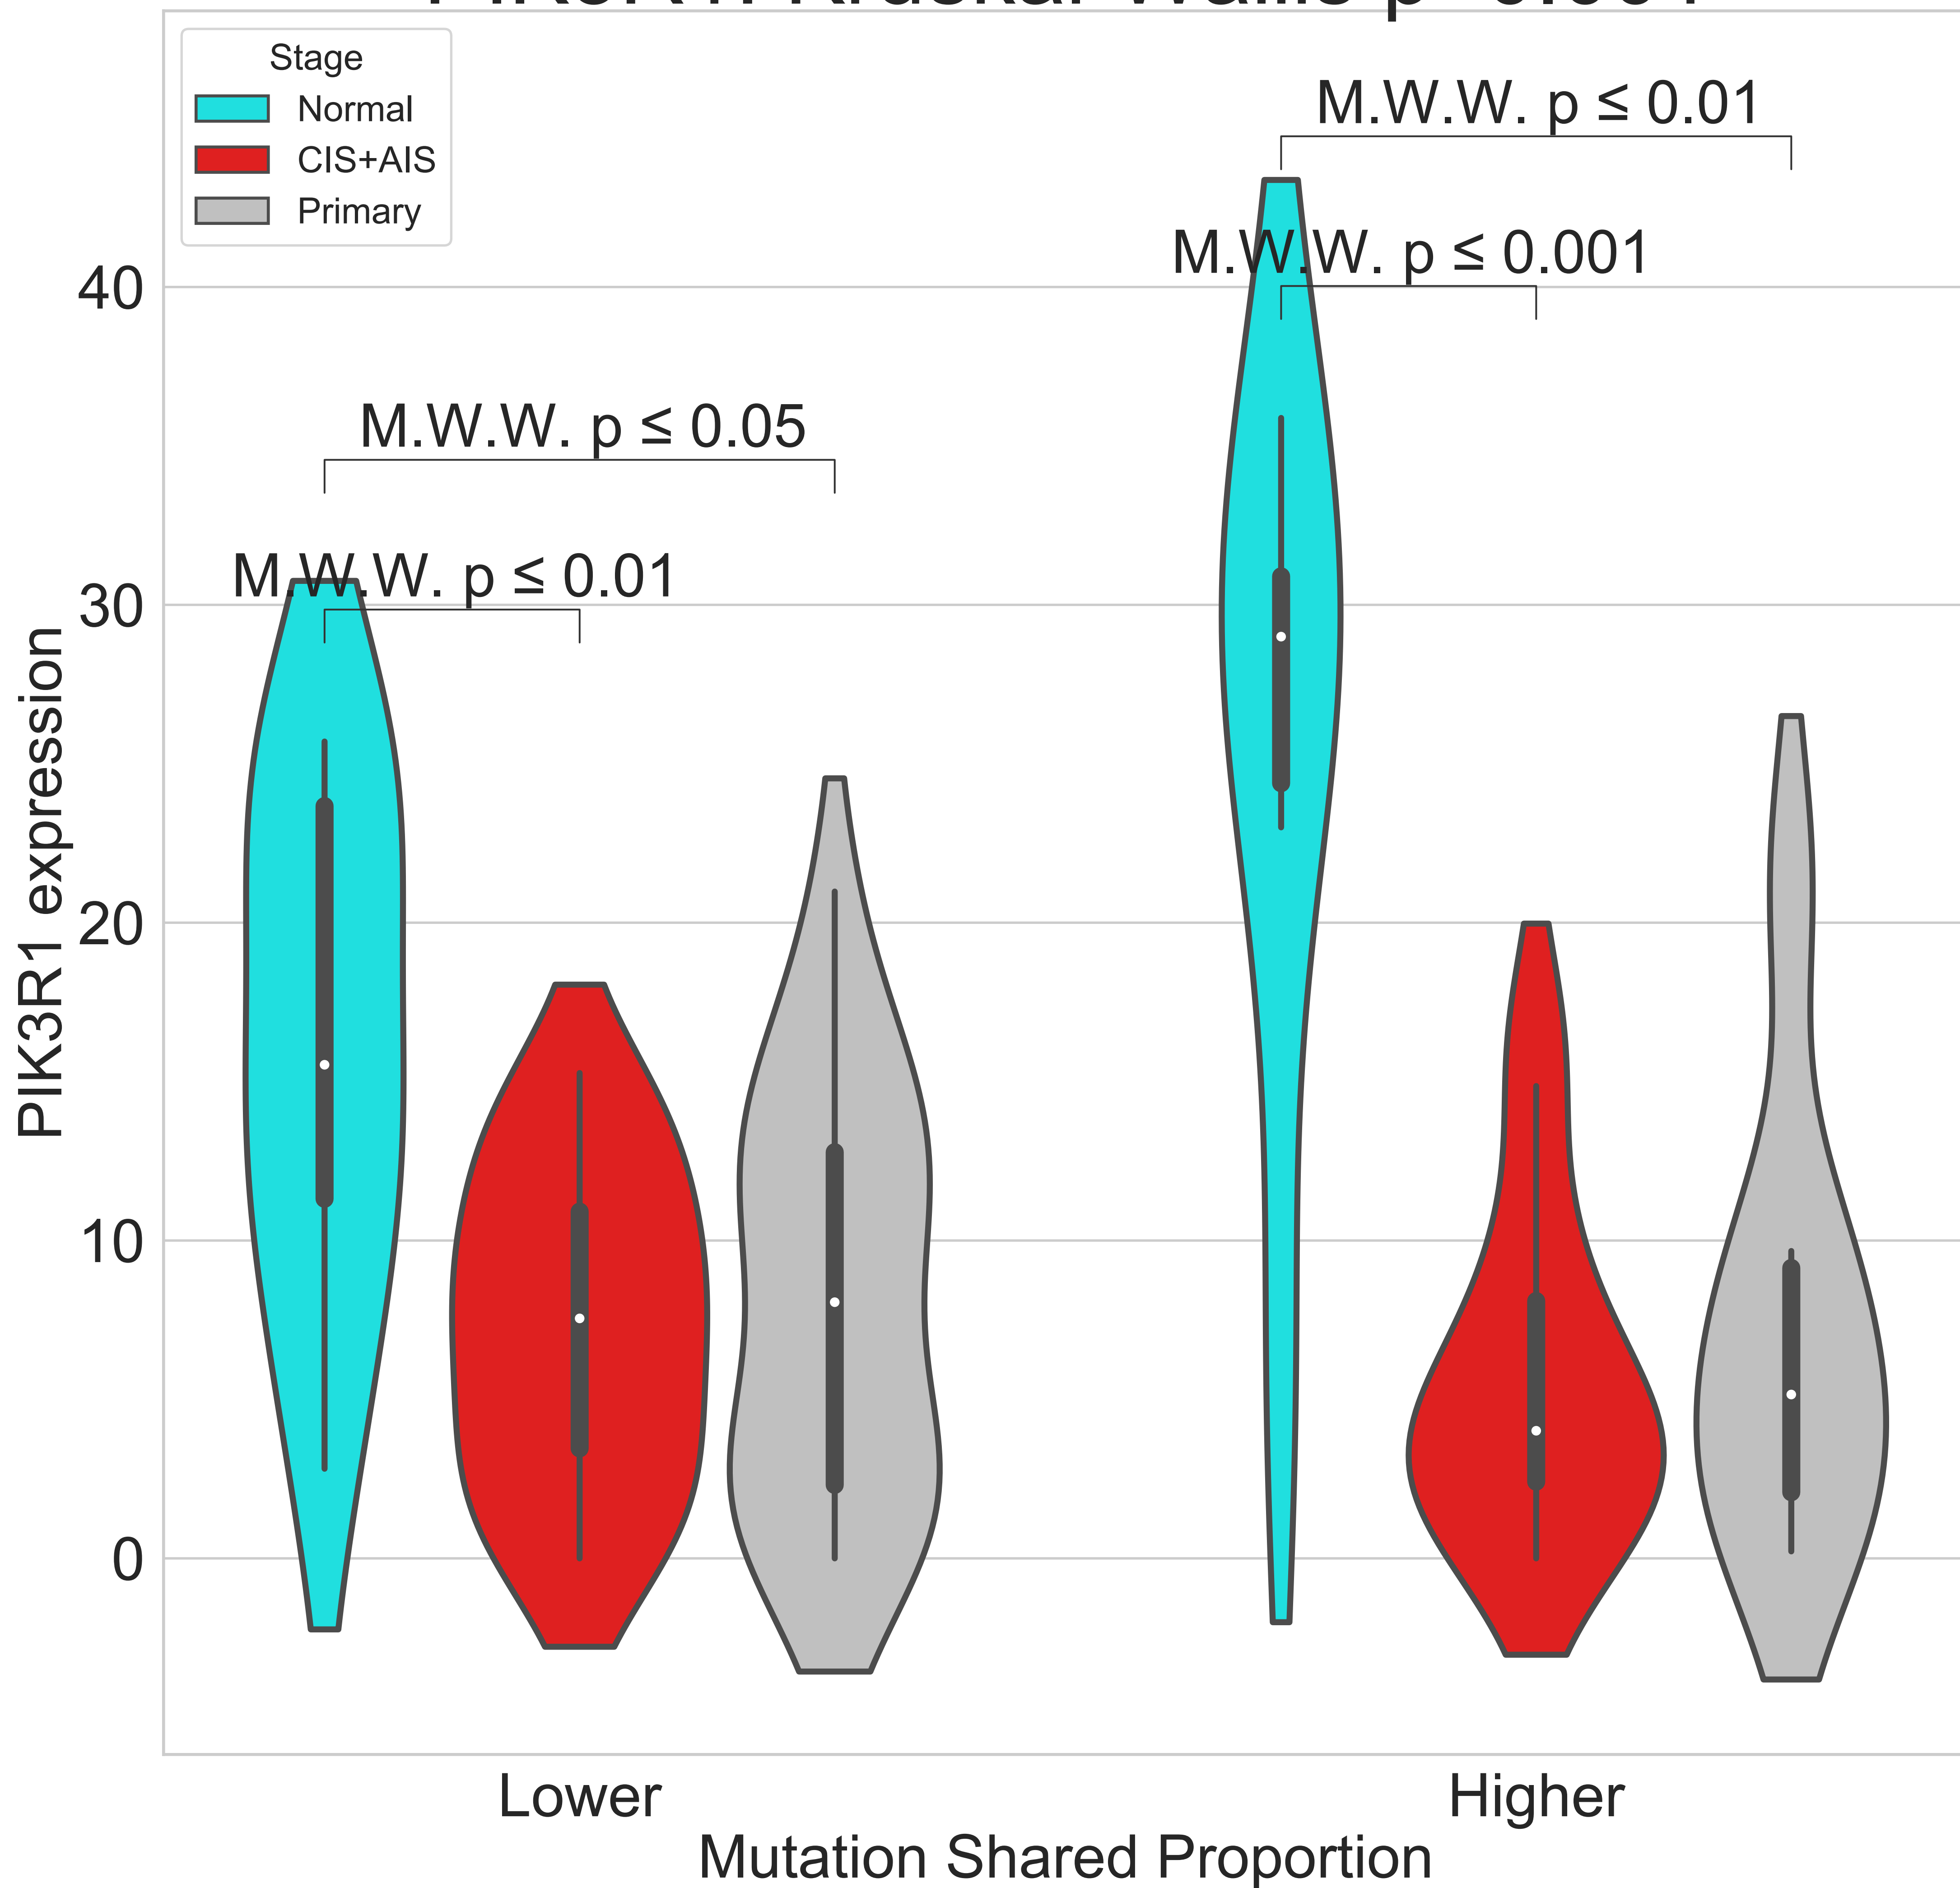 Stage
Normal
CIS+AIS
Primary
M.W.W. p ≤ 0.01
M.W.W. p ≤ 0.001
M.W.W. p ≤ 0.05
M.W.W. p ≤ 0.01
40
30
20
10
0
PIK3R1 expression
Lower
Higher
Mutation Shared Proportion